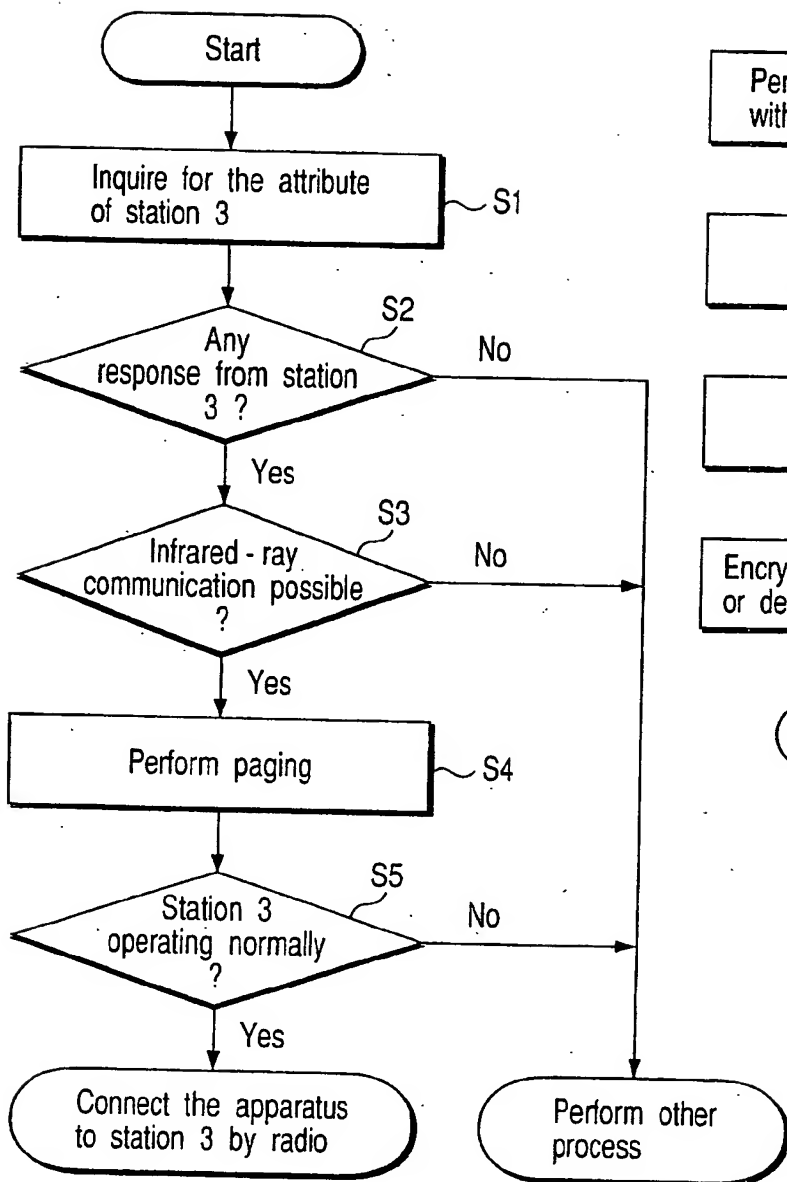 Start
Inquire for the attribute
of station 3
S1
S2
Any
response from station
3 ?
No
Yes
S3
Infrared - ray
communication possible
?
No
Yes
Perform paging
S4
S5
Station 3
operating normally
?
No
Yes
Connect the apparatus
to station 3 by radio
Perform other
process
with
or